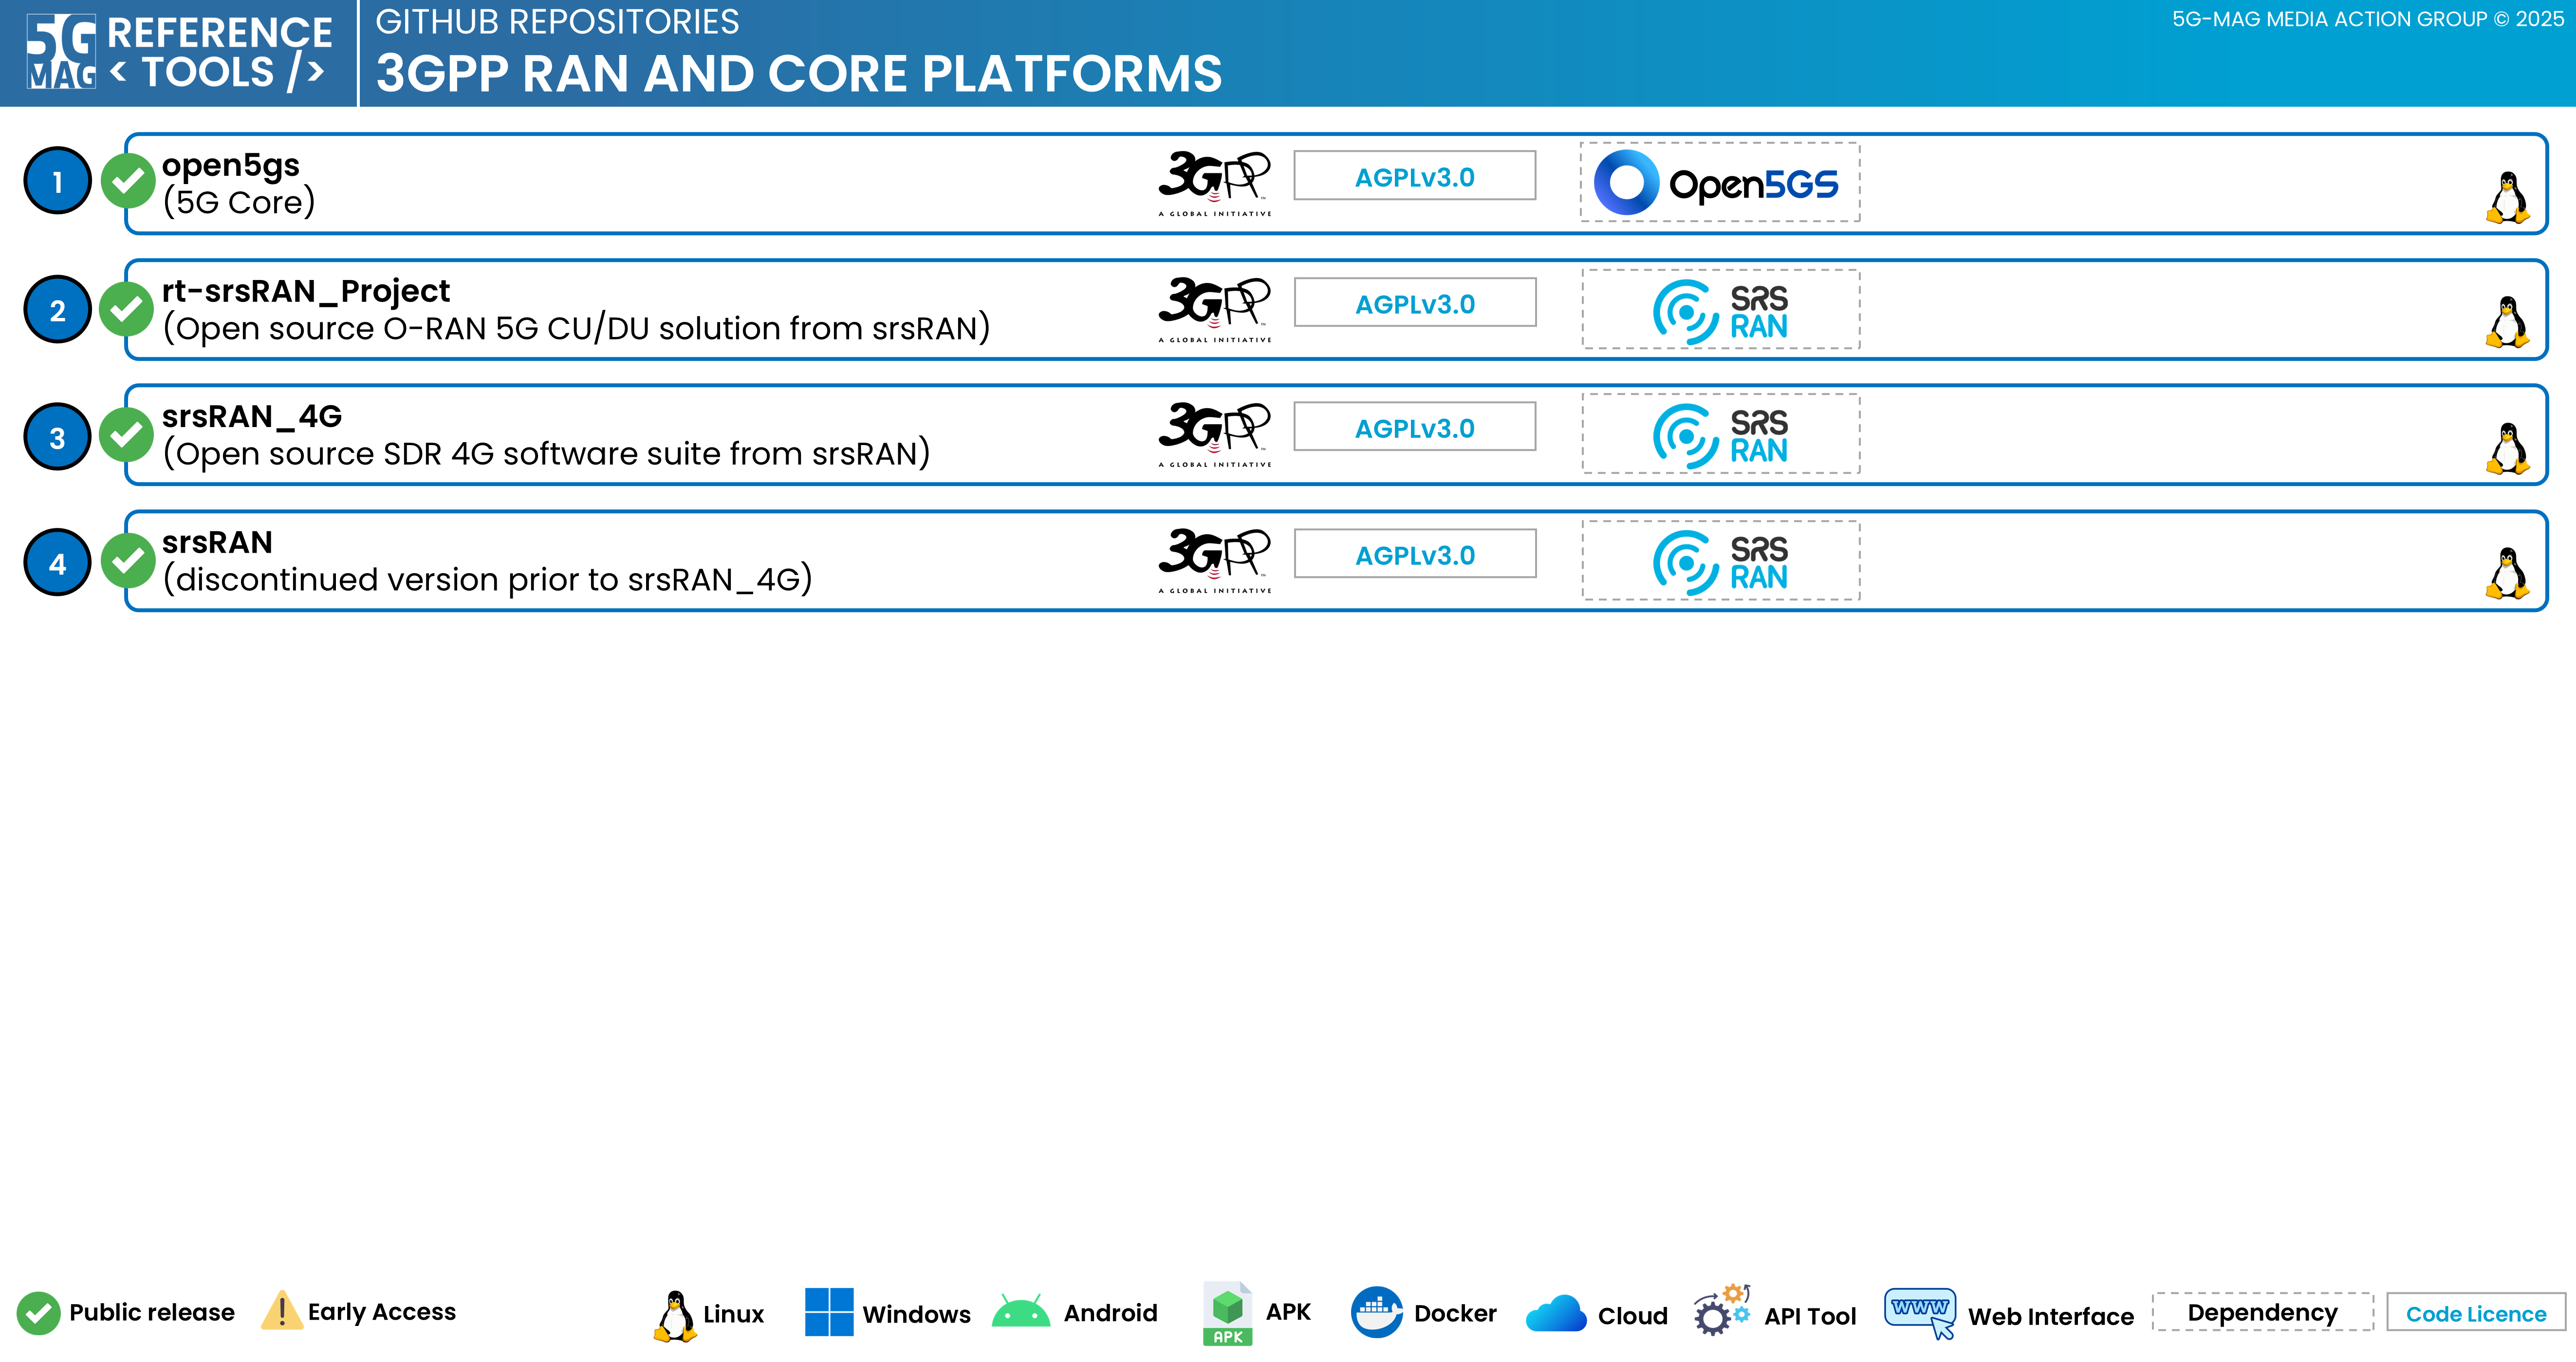 5G
MAG
REFERENCE
< TOOLS />
GITHUB REPOSITORIES
3GPP RAN AND CORE PLATFORMS
5G-MAG MEDIA ACTION GROUP © 2025
1
open5gs
(5G Core)
3GPP™
A GLOBAL INITIATIVE
AGPLv3.0
Open5GS
2
rt-srsRAN_Project
(Open source O-RAN 5G CU/DU solution from srsRAN)
3GPP™
A GLOBAL INITIATIVE
AGPLv3.0
SRS
RAN
3
srsRAN_4G
(Open source SDR 4G software suite from srsRAN)
3GPP™
A GLOBAL INITIATIVE
AGPLv3.0
SRS
RAN
4
srsRAN
(discontinued version prior to srsRAN_4G)
3GPP™
A GLOBAL INITIATIVE
AGPLv3.0
SRS
RAN
Public release
Early Access
Linux
Windows
Android
APK
APK
Docker
Cloud
API Tool
WWW
Web Interface
Dependency
Code Licence